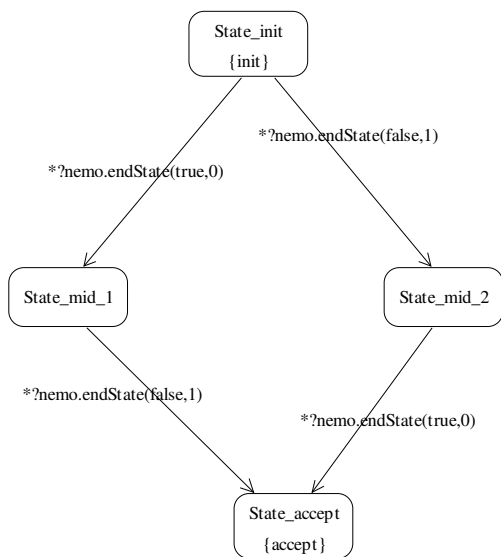 State_init
{init}
*?nemo.endState(false,1)
*?nemo.endState(true,0)
State_mid_1
State_mid_2
*?nemo.endState(false,1)
*?nemo.endState(true,0)
State_accept
{accept}